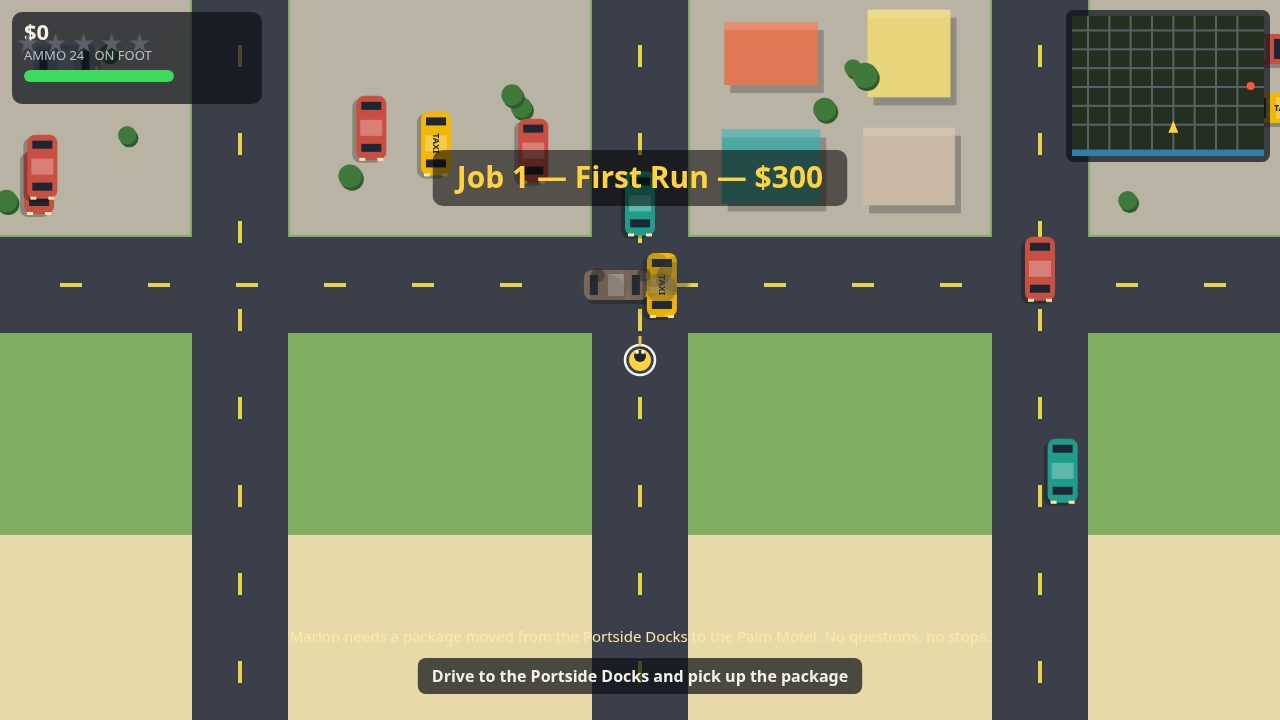 $0
AMMO 24 ON FOOT
TAXI
Job 1 — First Run — $300
TAXI
Marlon needs a package moved from the Portside Docks to the Palm Motel. No questions, no stops.
Drive to the Portside Docks and pick up the package